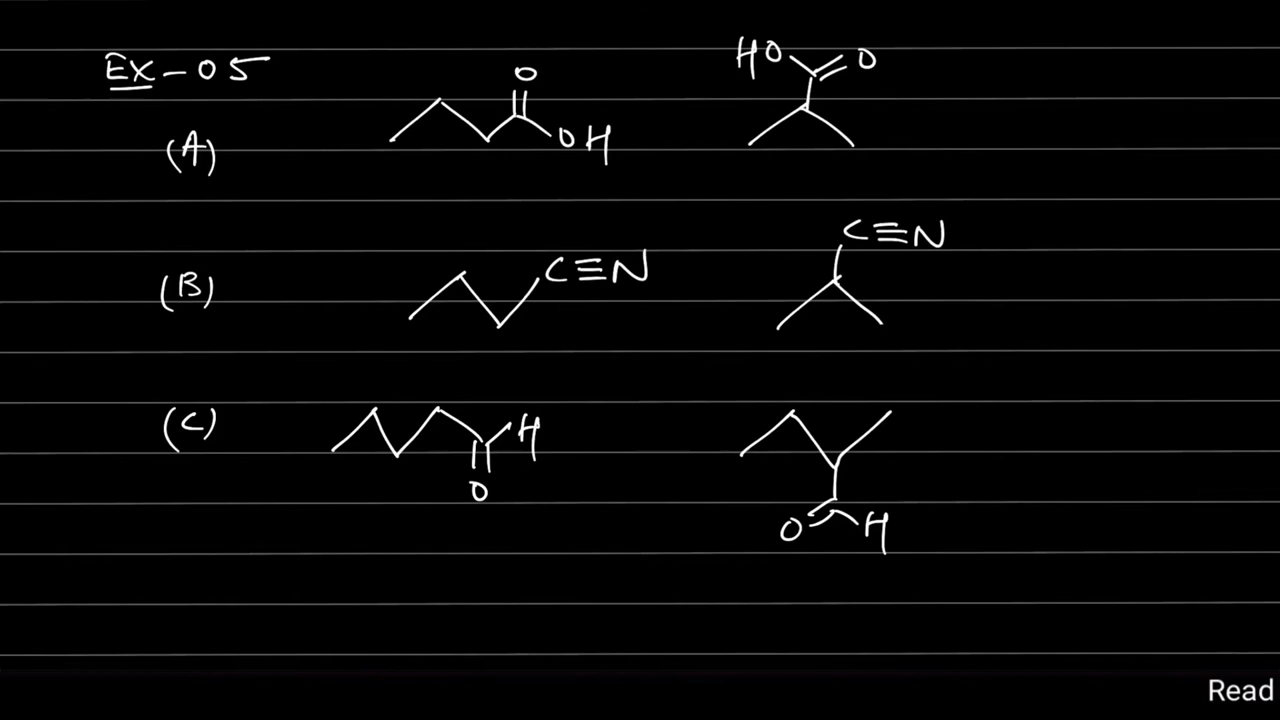 EX-05
(A)
O
OH
HO O
(B)
C≡N
C≡N
(C)
H
O
O H
Read